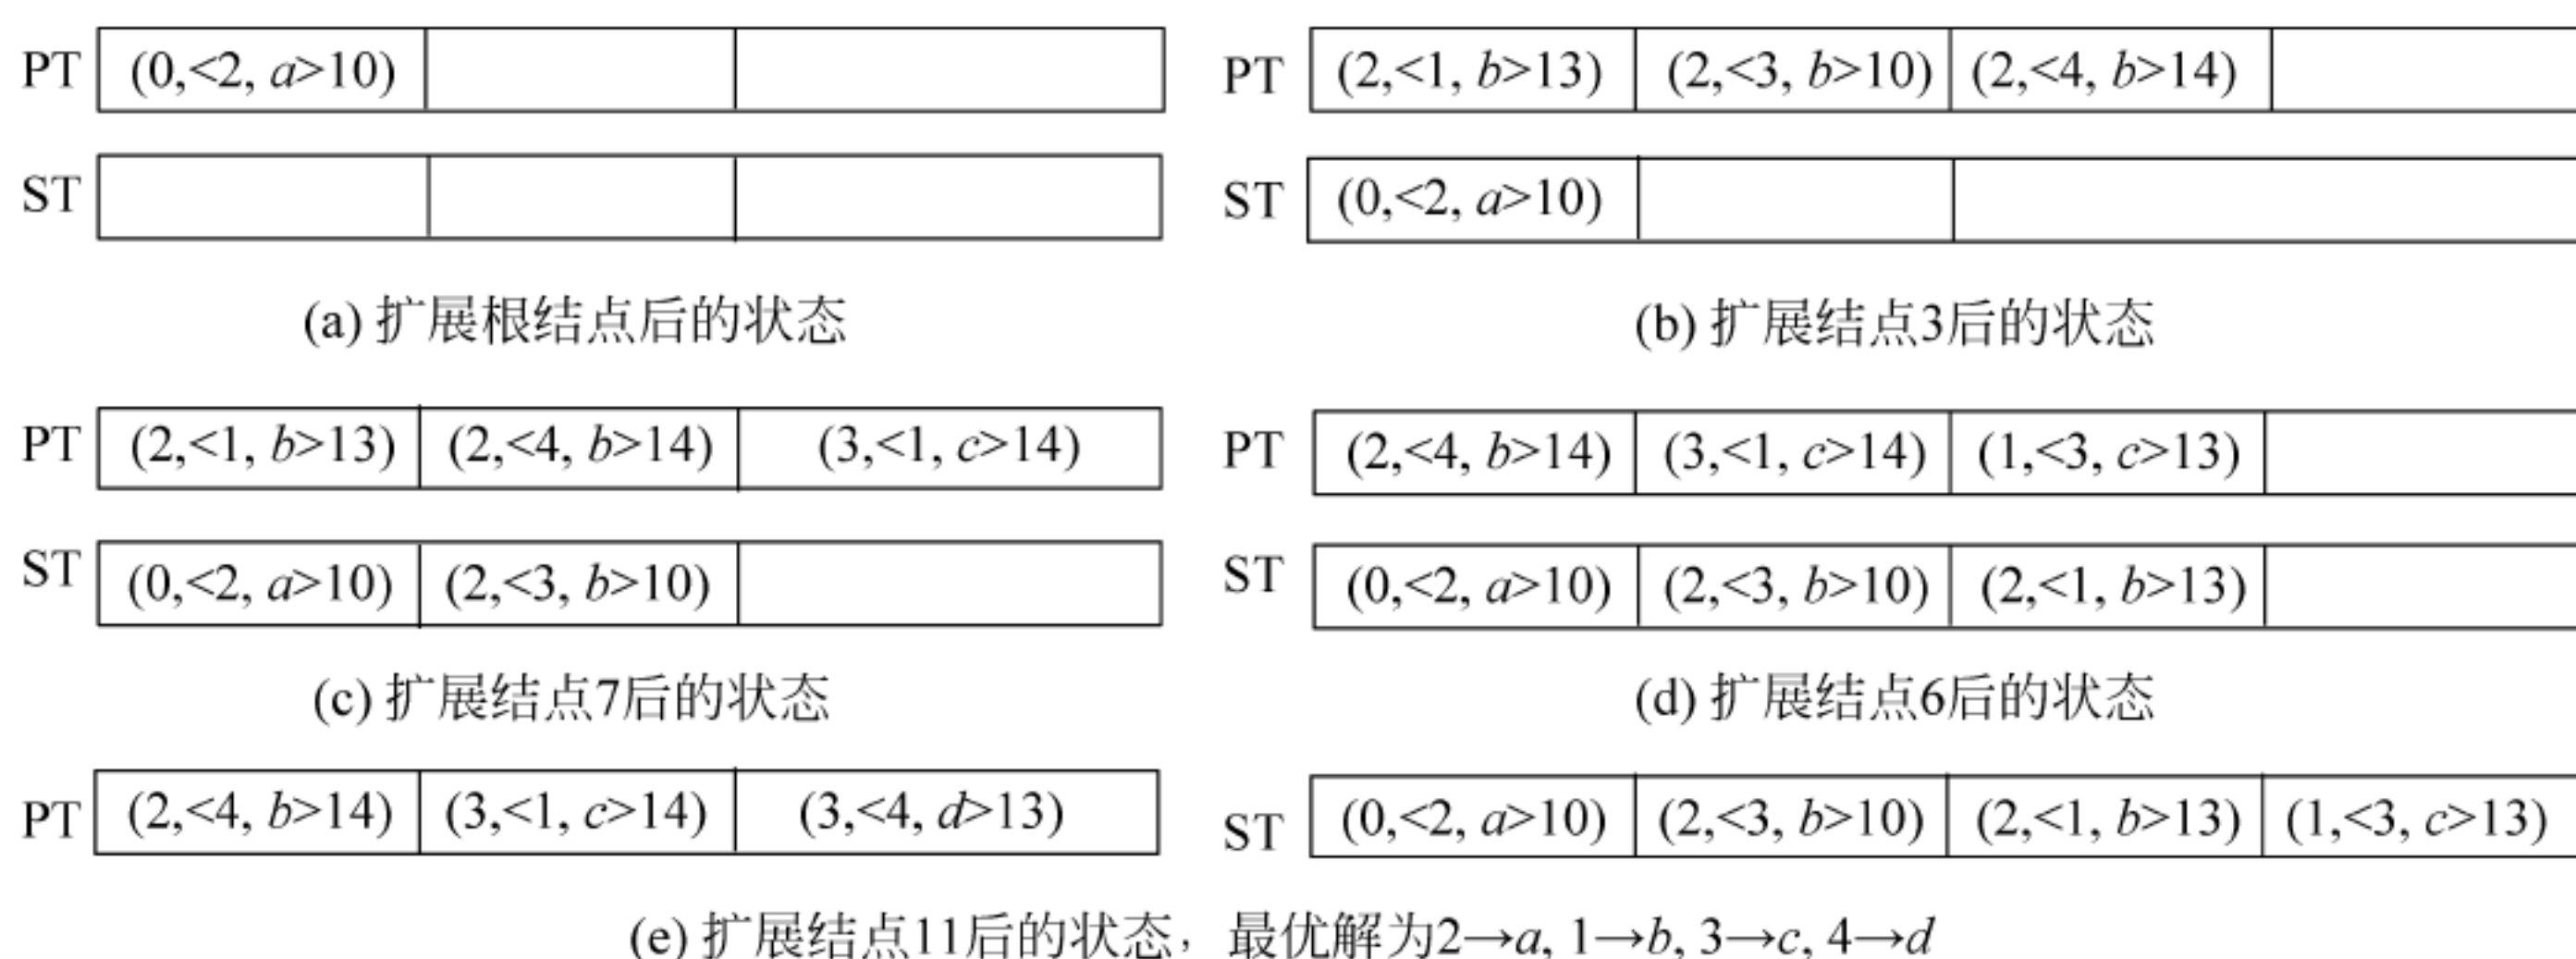 PT (0,<2, a>10)
ST
(a) 扩展根结点后的状态
PT (2,<1, b>13) (2,<3, b>10) (2,<4, b>14)
ST (0,<2, a>10)
(b) 扩展结点3后的状态
PT (2,<1, b>13) (2,<4, b>14) (3,<1, c>14)
ST (0,<2, a>10) (2,<3, b>10)
(c) 扩展结点7后的状态
PT (2,<4, b>14) (3,<1, c>14) (1,<3, c>13)
ST (0,<2, a>10) (2,<3, b>10) (2,<1, b>13)
(d) 扩展结点6后的状态
PT (2,<4, b>14) (3,<1, c>14) (3,<4, d>13)
ST (0,<2, a>10) (2,<3, b>10) (2,<1, b>13) (1,<3, c>13)
(e) 扩展结点11后的状态，最优解为2→a, 1→b, 3→c, 4→d